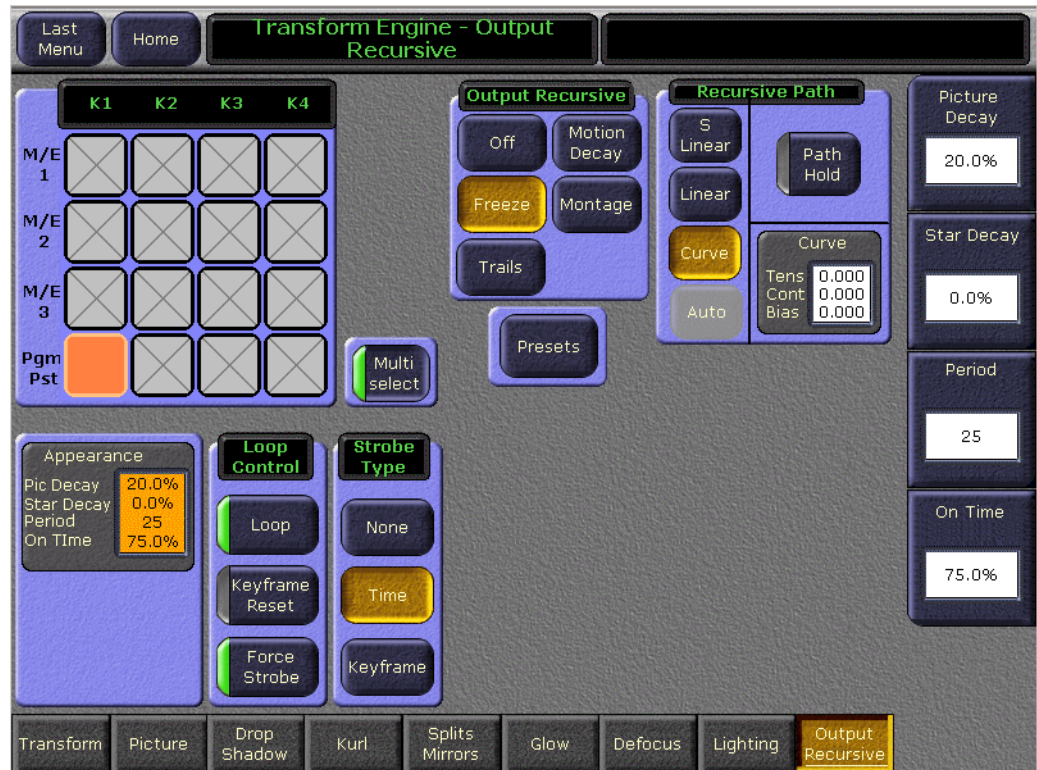 Last
Menu
Home
Transform Engine - Output
Recursive
K1 K2 K3 K4
M/E
1
M/E
2
M/E
3
Pgm
Pst
Multi
select
Output Recursive
Off
Motion
Decay
Freeze
Montage
Trails
Presets
Recursive Path
S
Linear
Linear
Curve
Auto
Path
Hold
Curve
Tens 0.000
Cont 0.000
Bias 0.000
Picture
Decay
20.0%
Star Decay
0.0%
Period
25
On Time
75.0%
Appearance
Pic Decay 20.0%
Star Decay 0.0%
Period 25
On TIme 75.0%
Loop
Control
Loop
Keyframe
Reset
Force
Strobe
Strobe
Type
None
Time
Keyframe
Transform
Picture
Drop
Shadow
Kurl
Splits
Mirrors
Glow
Defocus
Lighting
Output
Recursive